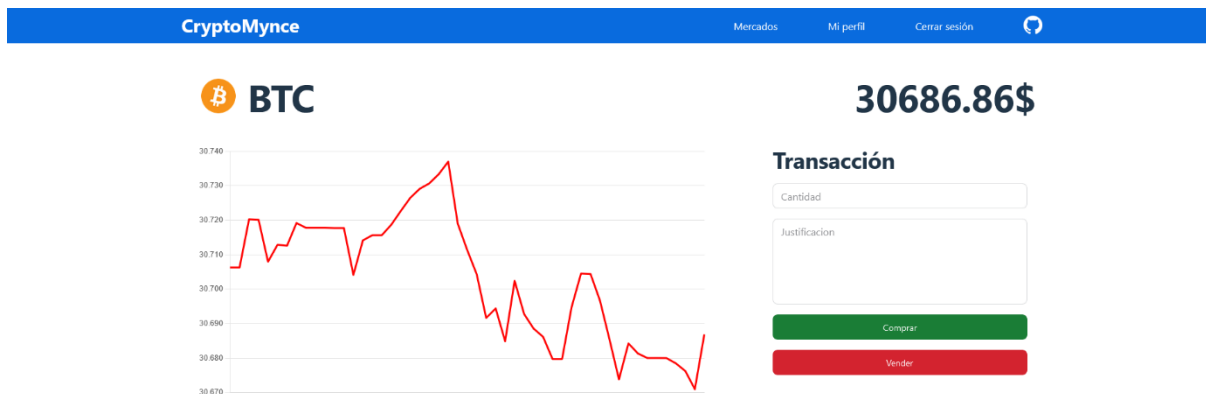 CryptoMynce
Mercados
Mi perfil
Cerrar sesión
BTC
30686.86$
30.740
30.730
30.720
30.710
30.700
30.690
30.680
30.670
Transacción
Cantidad
Justificacion
Comprar
Vender